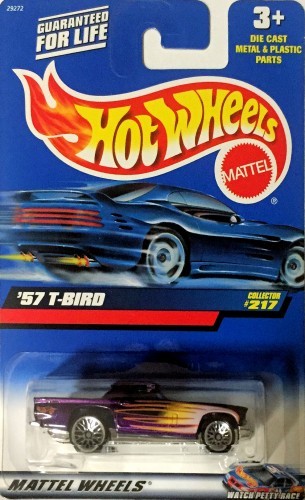 29272
GUARANTEED
FOR LIFE
3+
DIE CAST
METAL & PLASTIC
PARTS
HOT WHEELS
MATTEL
®
'57 T-BIRD
COLLECTOR
#217
MATTEL WHEELS
WATCH PETTY RACE